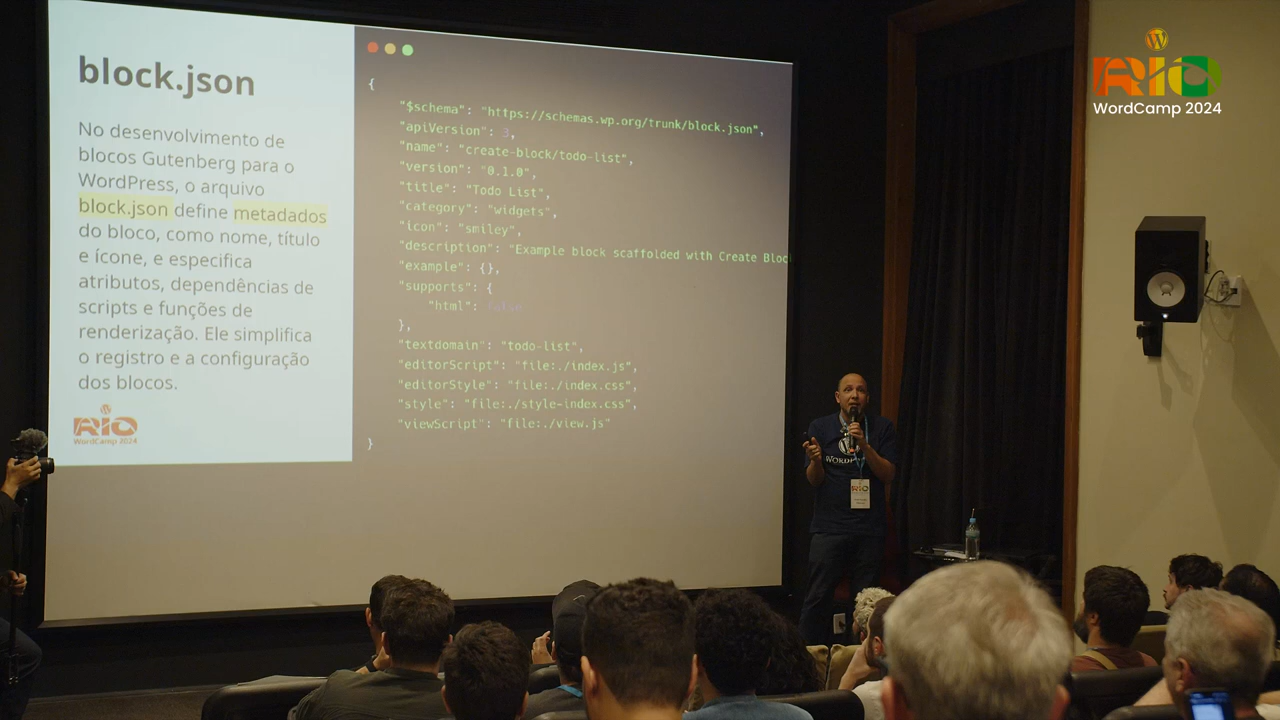 block.json
No desenvolvimento de
blocos Gutenberg para o
WordPress, o arquivo
block.json define metadados
do bloco, como nome, título
e ícone, e especifica
atributos, dependências de
scripts e funções de
renderização. Ele simplifica
o registro e a configuração
dos blocos.
RIO
WordCamp 2024
{
"$schema": "https://schemas.wp.org/trunk/block.json",
"apiVersion": 3,
"name": "create-block/todo-list",
"version": "0.1.0",
"title": "Todo List",
"category": "widgets",
"icon": "smiley",
"description": "Example block scaffolded with Create Bloc
"example": {},
"supports": {
"html": false
},
"textdomain": "todo-list",
"editorScript": "file:./index.js",
"editorStyle": "file:./index.css",
"style": "file:./style-index.css",
"viewScript": "file:./view.js"
}
RIO
WordCamp 2024
WORDP
RIO